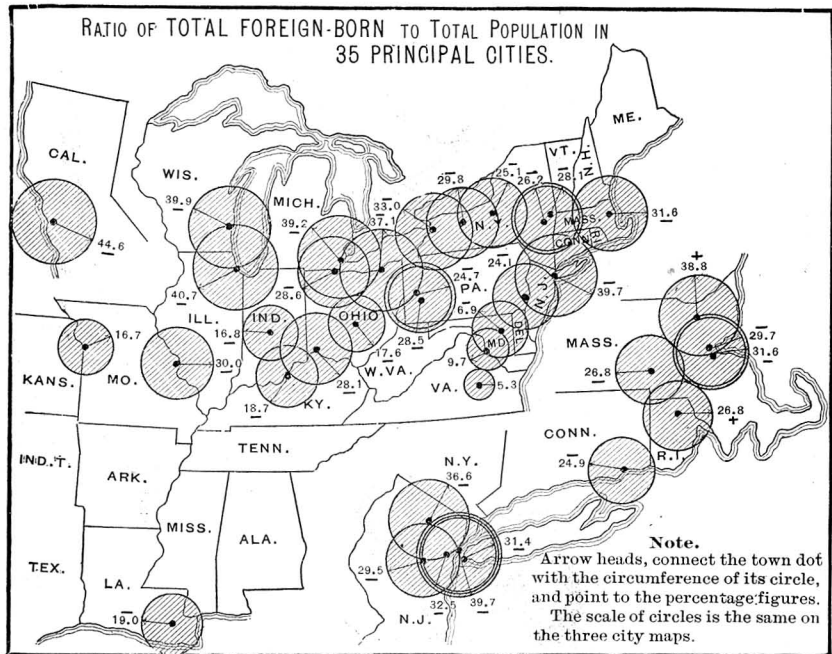 RATIO OF TOTAL FOREIGN-BORN TO TOTAL POPULATION IN
35 PRINCIPAL CITIES.
ME.
CAL.
WIS.
VT.
N.H.
MICH.
39.9
33.0
29.8
25.1
26.2
28.1
39.2
37.1
N.Y.
MASS.
31.6
44.6
CONN.
R.I.
24.7
24.1
PA.
38.8
N.J.
40.7
28.6
6.9
39.7
ILL.
IND.
OHIO
16.7
16.8
DEL.
MD.
29.7
MASS.
31.6
W.VA.
17.6
28.5
9.7
KANS.
MO.
30.0
26.8
VA.
5.3
28.1
18.7
KY.
26.8
CONN.
R.I.
TENN.
IND.T.
ARK.
N.Y.
24.9
36.6
MISS.
ALA.
TEX.
LA.
31.4
29.5
19.0
N.J.
32.5
39.7
Note.
Arrow heads, connect the town dot
with the circumference of its circle,
and point to the percentage figures.
The scale of circles is the same on
the three city maps.